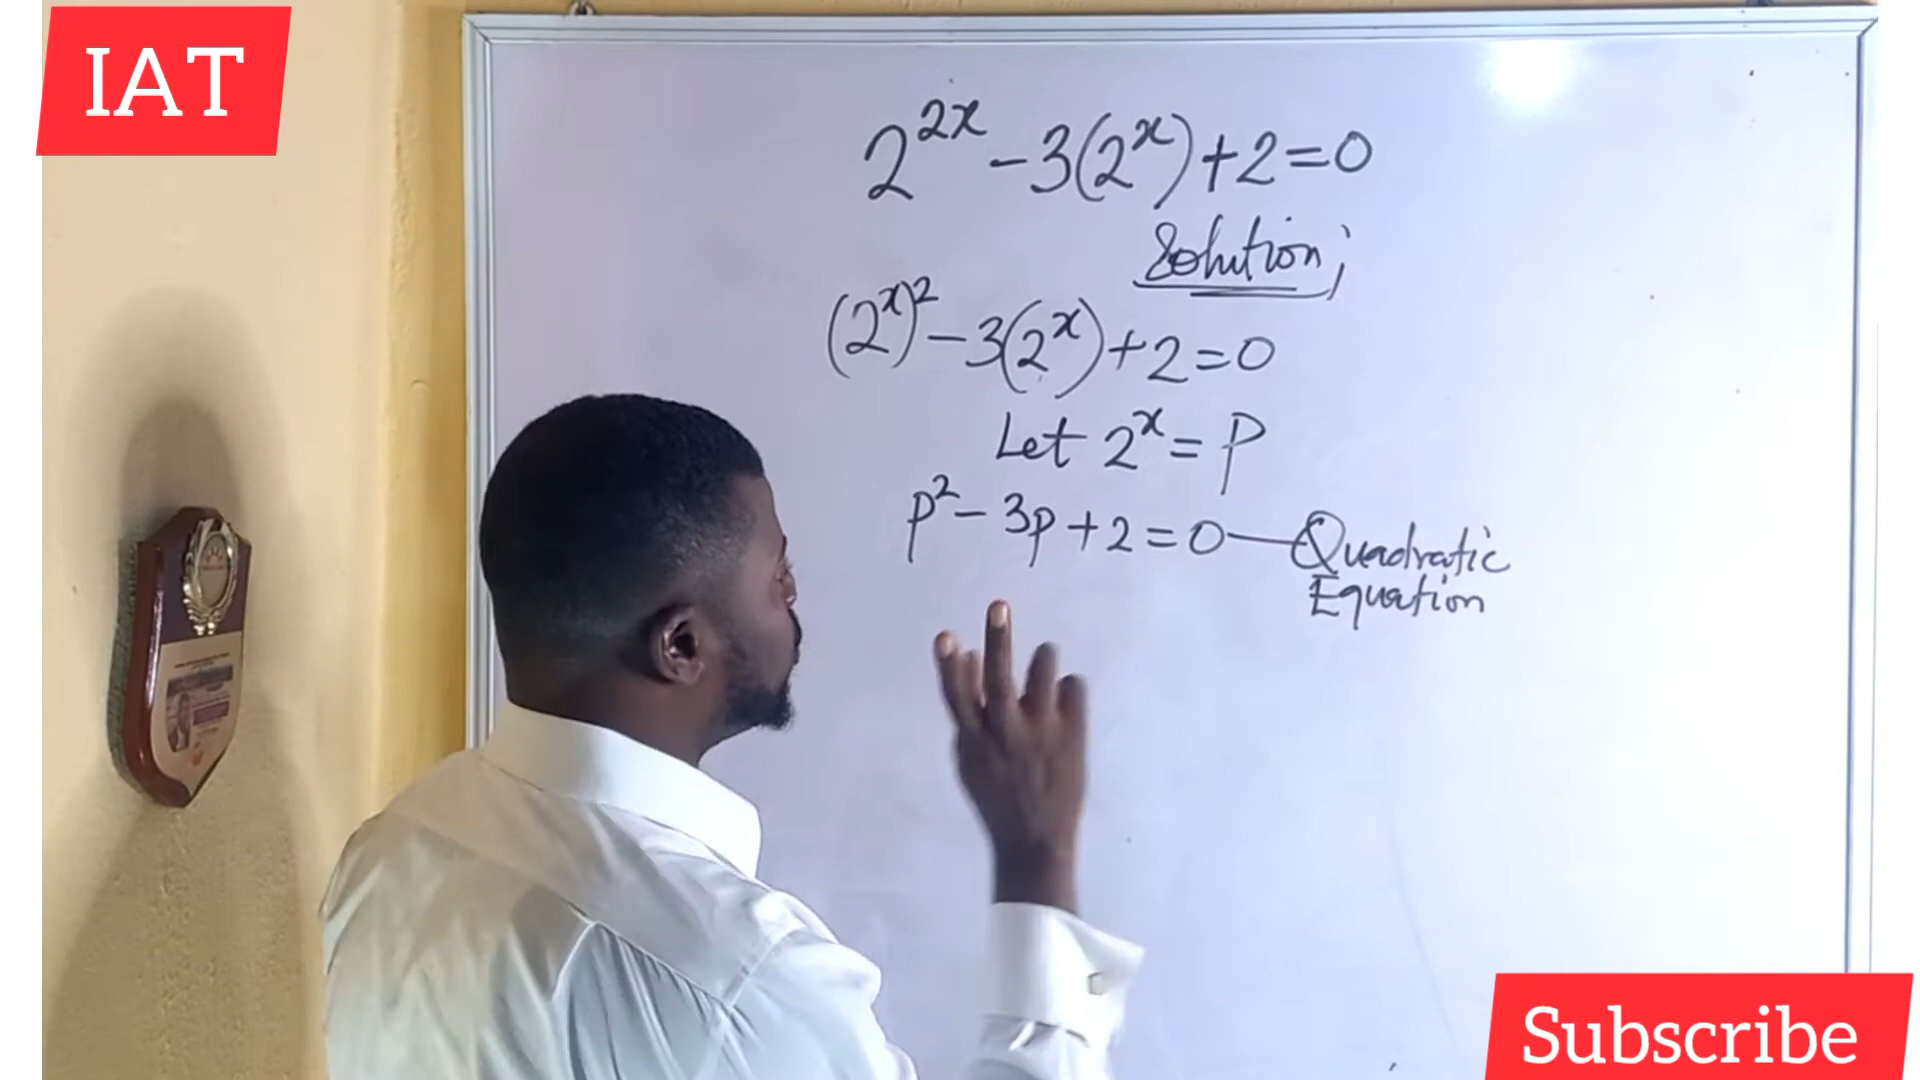 IAT
2^{2x} - 3(2^x) + 2 = 0
Solution;
(2^x)^2 - 3(2^x) + 2 = 0
Let 2^x = P
p^2 - 3p + 2 = 0 — Quadratic
Equation
Subscribe